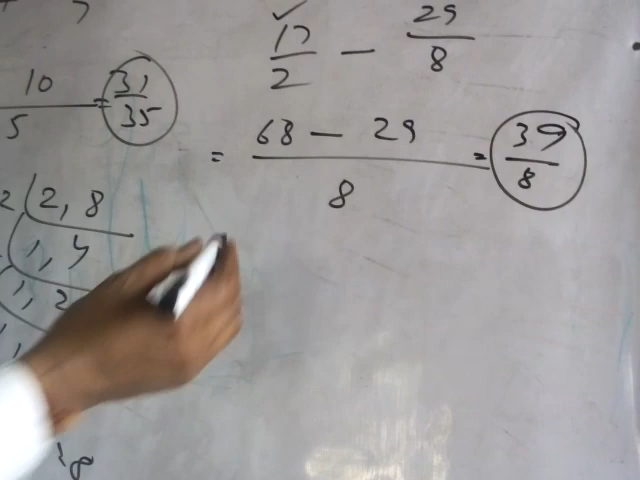 17/2 - 29/8
10/5 = 31/35
= 68 - 29/8 = 39/8
2 2, 8
1, 4
1, 2